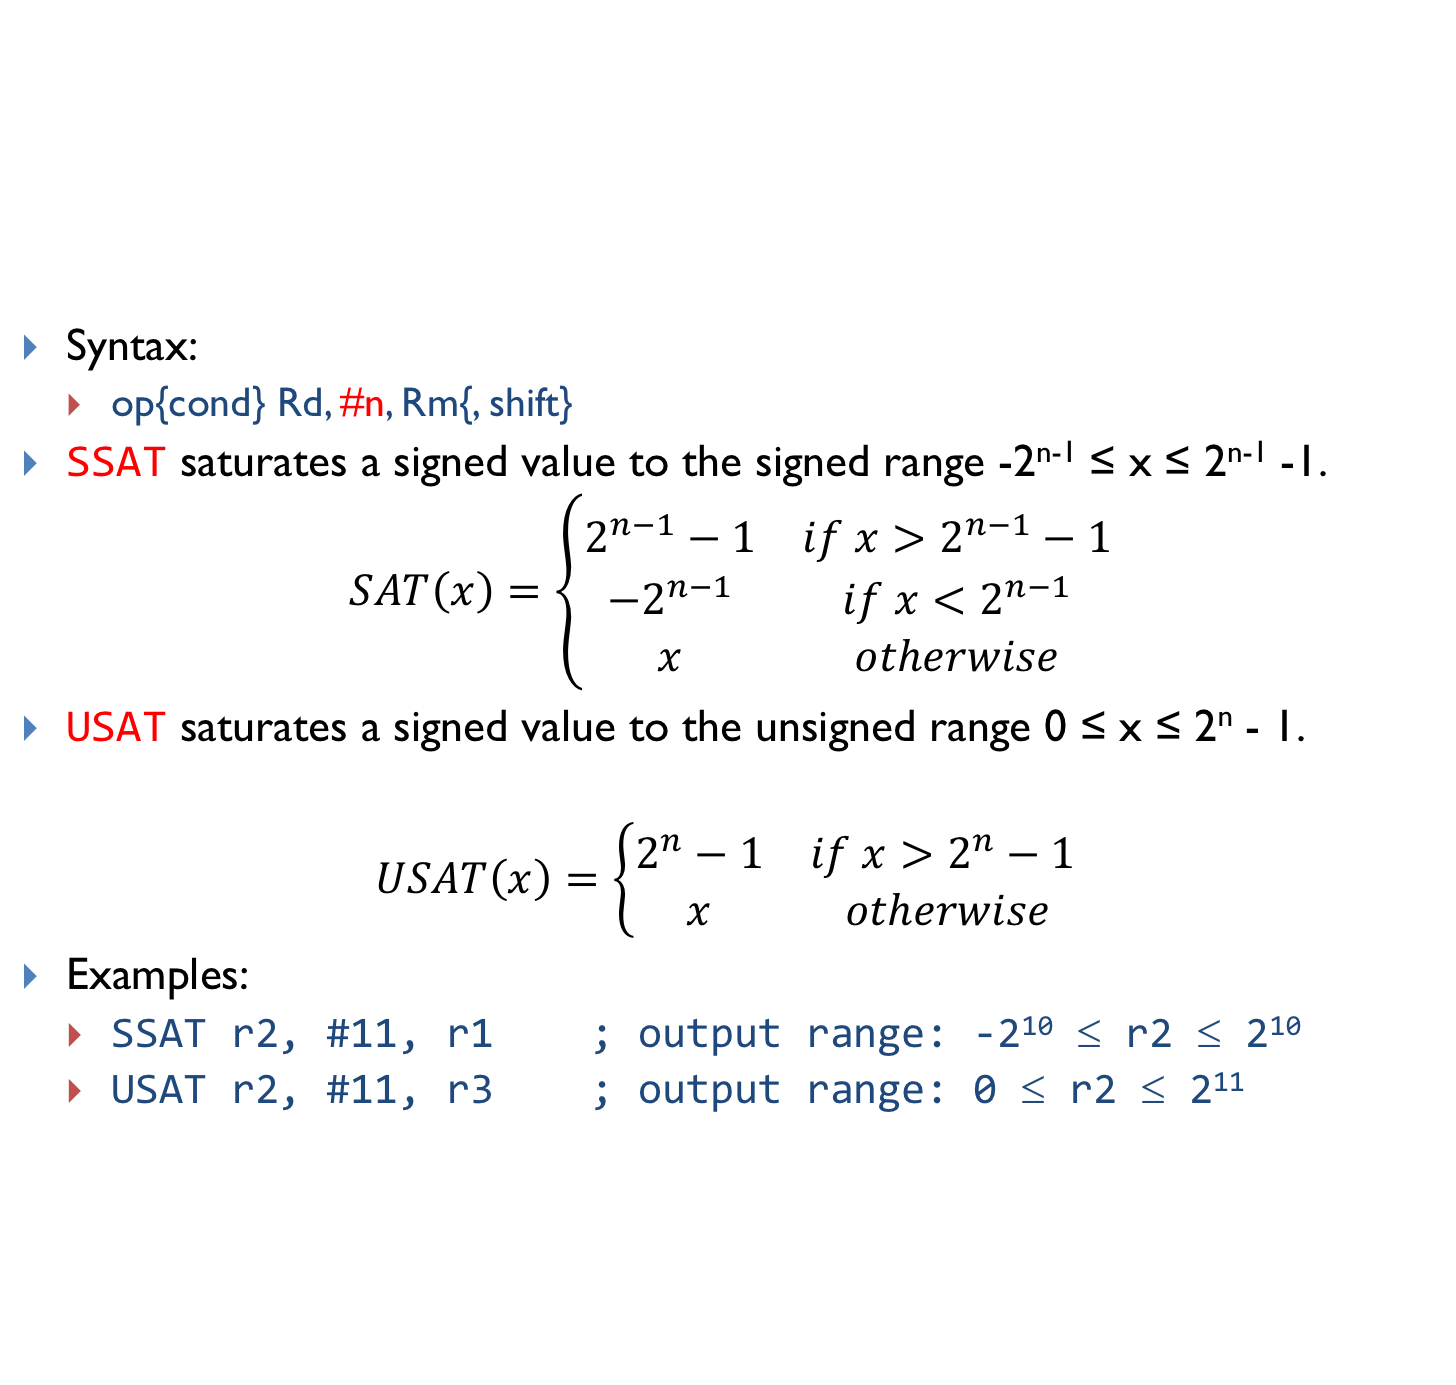 Syntax:
op{cond} Rd, #n, Rm{, shift}
SSAT saturates a signed value to the signed range -2ⁿ⁻¹ ≤ x ≤ 2ⁿ⁻¹ -1.
2ⁿ⁻¹ − 1 if x > 2ⁿ⁻¹ − 1
SAT(x) = { −2ⁿ⁻¹ if x < 2ⁿ⁻¹
x otherwise
USAT saturates a signed value to the unsigned range 0 ≤ x ≤ 2ⁿ - 1.
USAT(x) = { 2ⁿ − 1 if x > 2ⁿ − 1
x otherwise
Examples:
SSAT r2, #11, r1 ; output range: -2¹⁰ ≤ r2 ≤ 2¹⁰
USAT r2, #11, r3 ; output range: 0 ≤ r2 ≤ 2¹¹